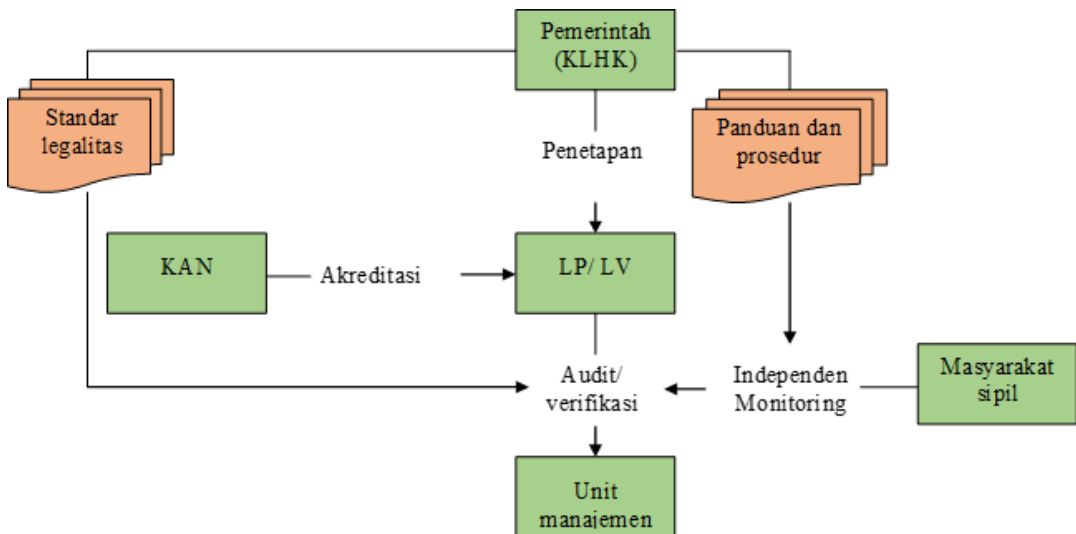 Pemerintah
(KLHK)
Standar
legalitas
Panduan dan
prosedur
Penetapan
KAN
Akreditasi
LP/ LV
Audit/
verifikasi
Independen
Monitoring
Masyarakat
sipil
Unit
manajemen